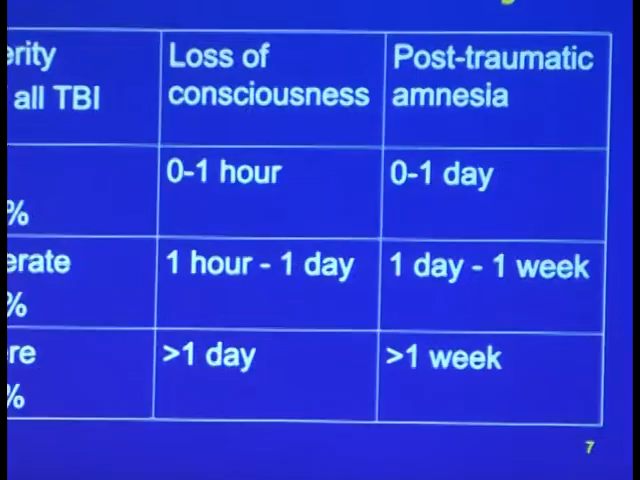 erity Loss of Post-traumatic
all TBI consciousness amnesia
0-1 hour 0-1 day
%
erate 1 hour - 1 day 1 day - 1 week
%
ere >1 day >1 week
%
7